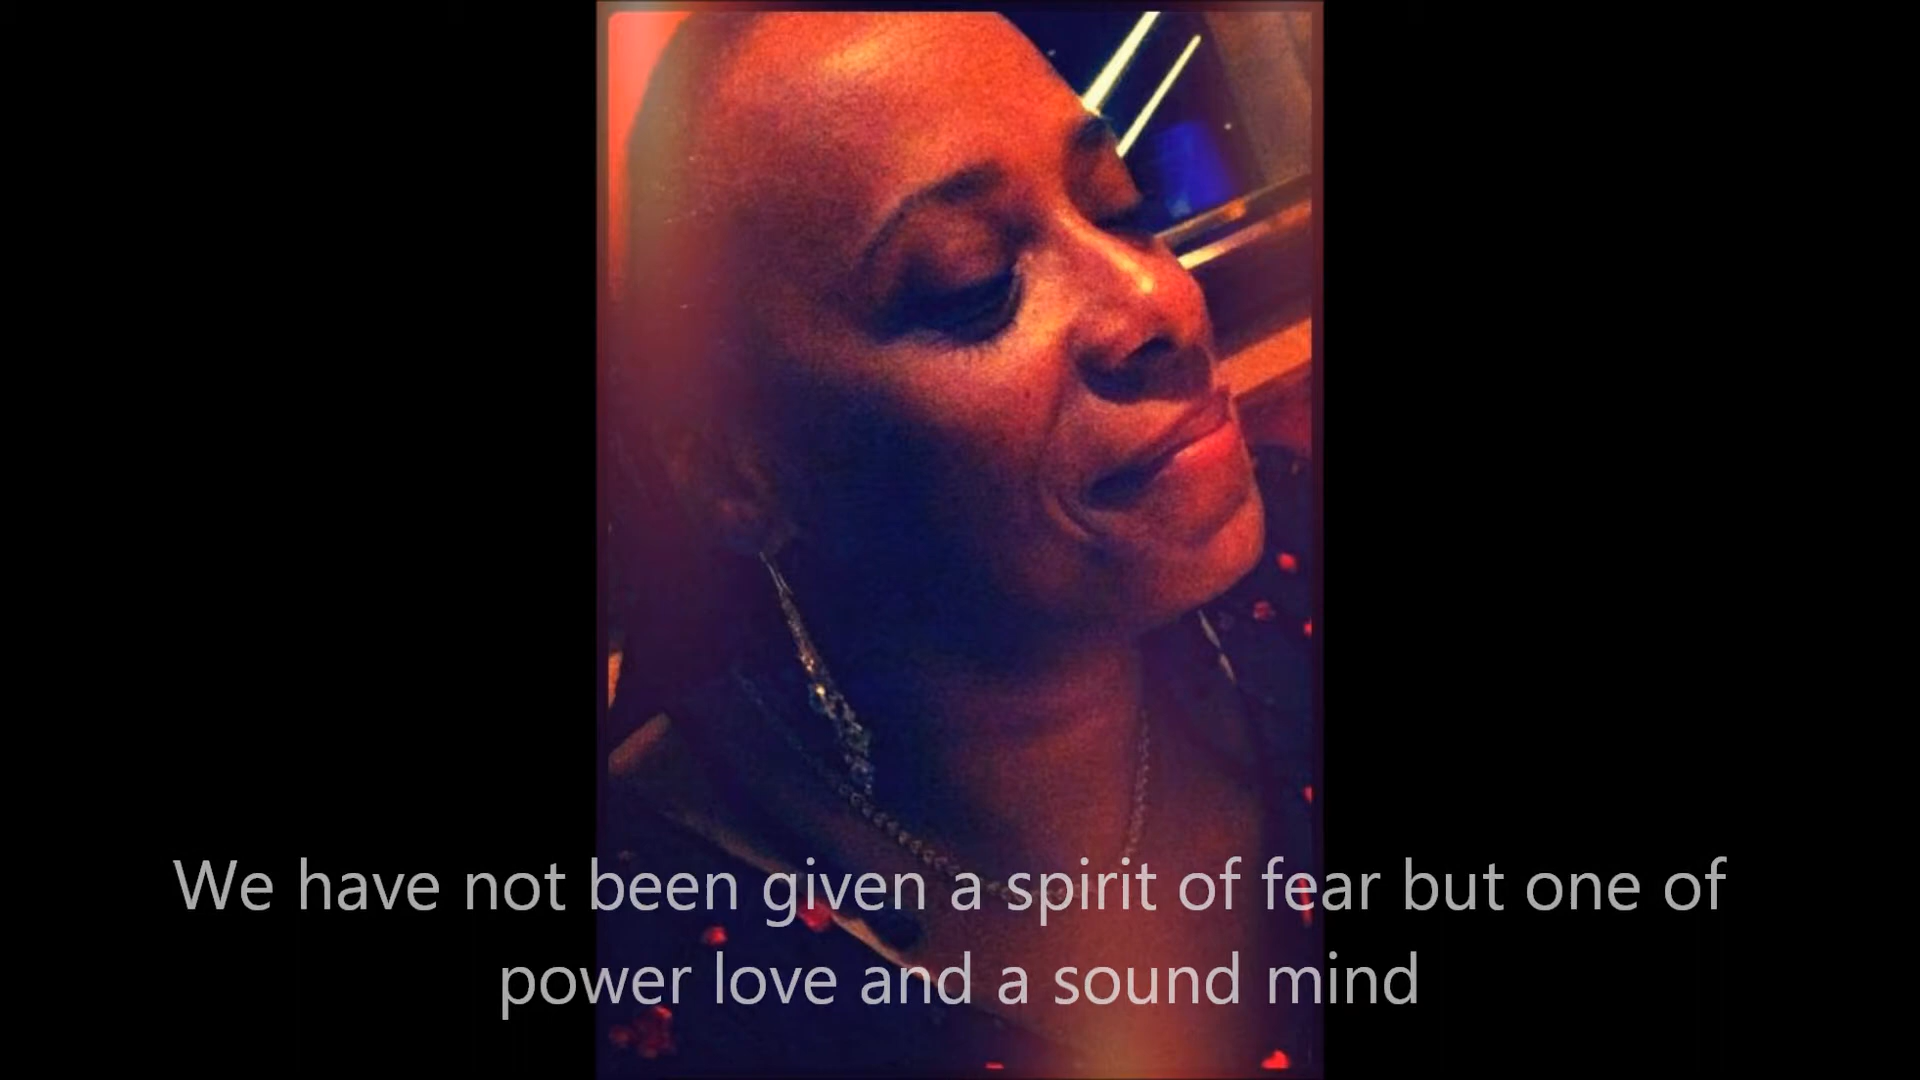 We have not been given a spirit of fear but one of
power love and a sound mind